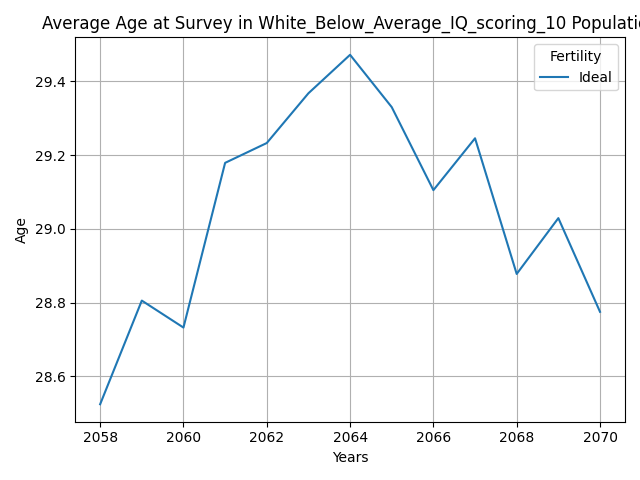 Average Age at Survey in White_Below_Average_IQ_scoring_10
Fertility
Ideal
29.4
29.2
29.0
28.8
28.6
Age
2058 2060 2062 2064 2066 2068 2070
Years